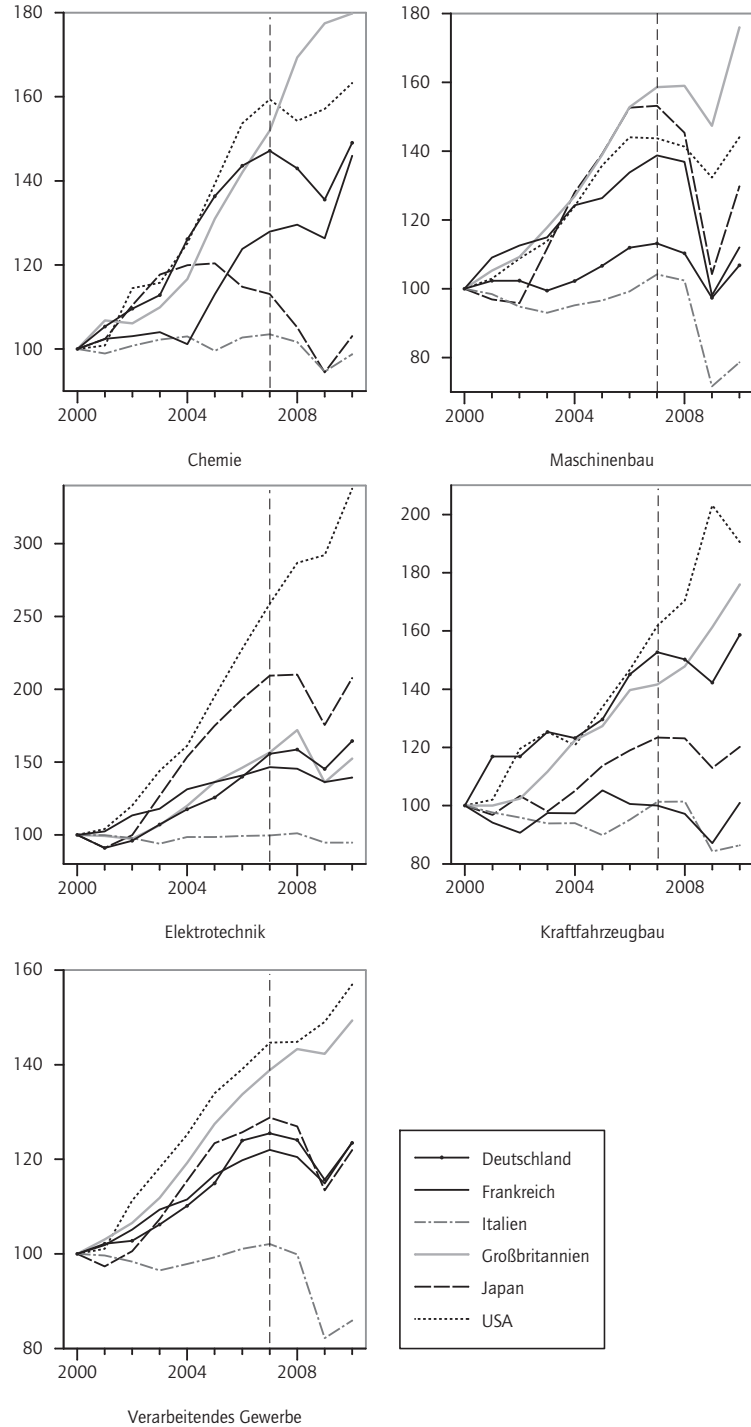 180
160
140
120
100
2000 2004 2008
Chemie
180
160
140
120
100
80
2000 2004 2008
Maschinenbau
300
250
200
150
100
2000 2004 2008
Elektrotechnik
200
180
160
140
120
100
80
2000 2004 2008
Kraftfahrzeugbau
160
140
120
100
80
2000 2004 2008
Verarbeitendes Gewerbe
Deutschland
Frankreich
Italien
Großbritannien
Japan
USA